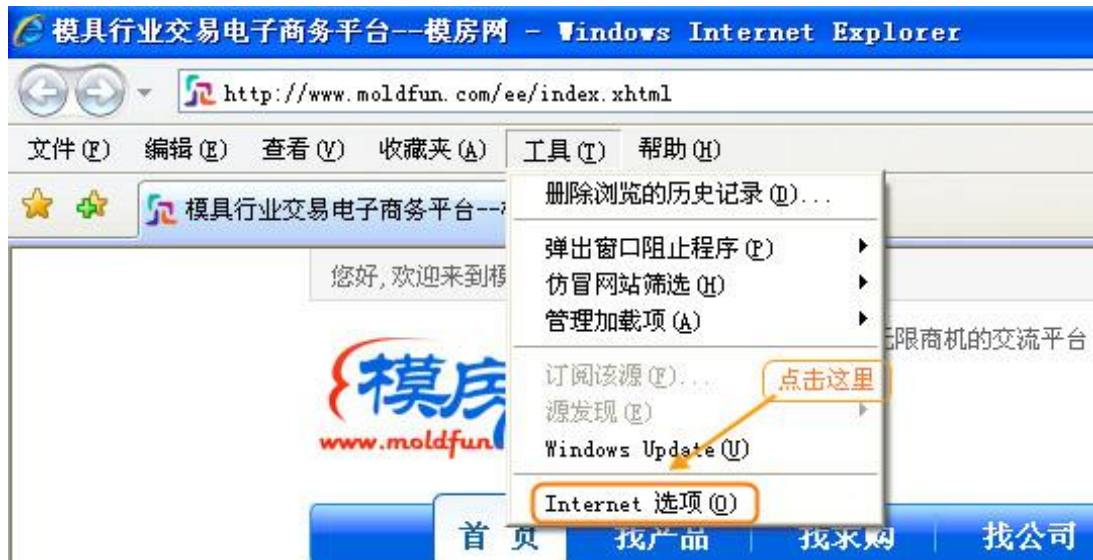 模具行业交易电子商务平台--模房网 - Windows Internet Explorer
http://www.moldfun.com/ee/index.xhtml
文件(F) 编辑(E) 查看(V) 收藏夹(A) 工具(T) 帮助(H)
模具行业交易电子商务平台--
删除浏览的历史记录(D)...
弹出窗口阻止程序(P)
您好,欢迎来到模
仿冒网站筛选(H)
管理加载项(A)
无限商机的交流平台
订阅该源(F)...
点击这里
源发现(E)
模房
www.moldfun
Windows Update(U)
Internet 选项(O)
首 页 找产品 找求购 找公司